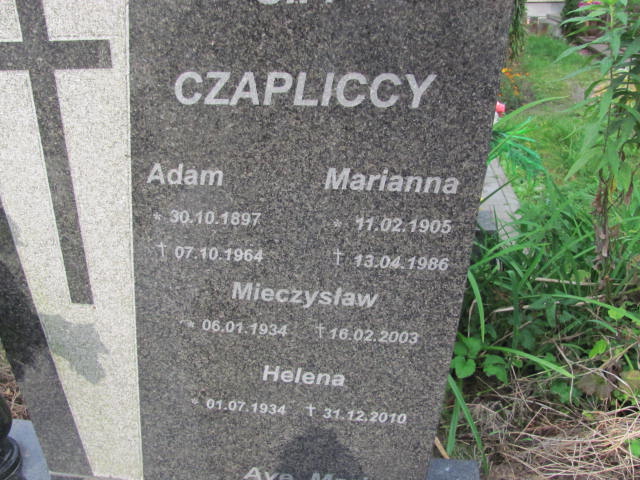 CZAPLICCY
Adam Marianna
* 30.10.1897 * 11.02.1905
† 07.10.1964 † 13.04.1986
Mieczysław
* 06.01.1934 † 16.02.2003
Helena
* 01.07.1934 † 31.12.2010
Ave